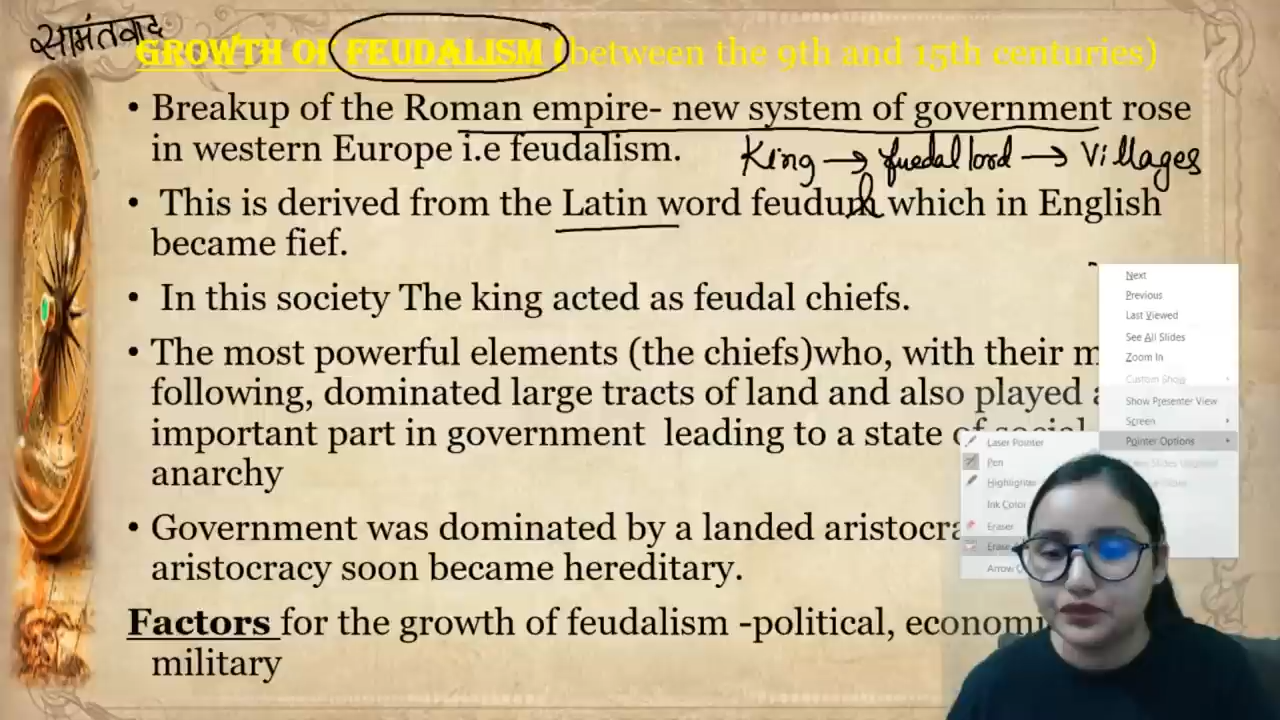 सामंतवाद
GROWTH OF FEUDALISM (between the 9th and 15th centuries)
• Breakup of the Roman empire- new system of government rose
in western Europe i.e feudalism.
King → fuedal lord → Villages
• This is derived from the Latin word feudum which in English
became fief.
• In this society The king acted as feudal chiefs.
• The most powerful elements (the chiefs)who, with their
following, dominated large tracts of land and also played
important part in government leading to a state of social
anarchy
• Government was dominated by a landed
aristocracy soon became hereditary.
Factors for the growth of feudalism -political,
military
Next
Previous
Last Viewed
See All Slides
Zoom In
Custom Show
Show Presenter View
Screen
Pointer Options
Laser Pointer
Pen
Highlighter
Ink Color
Eraser